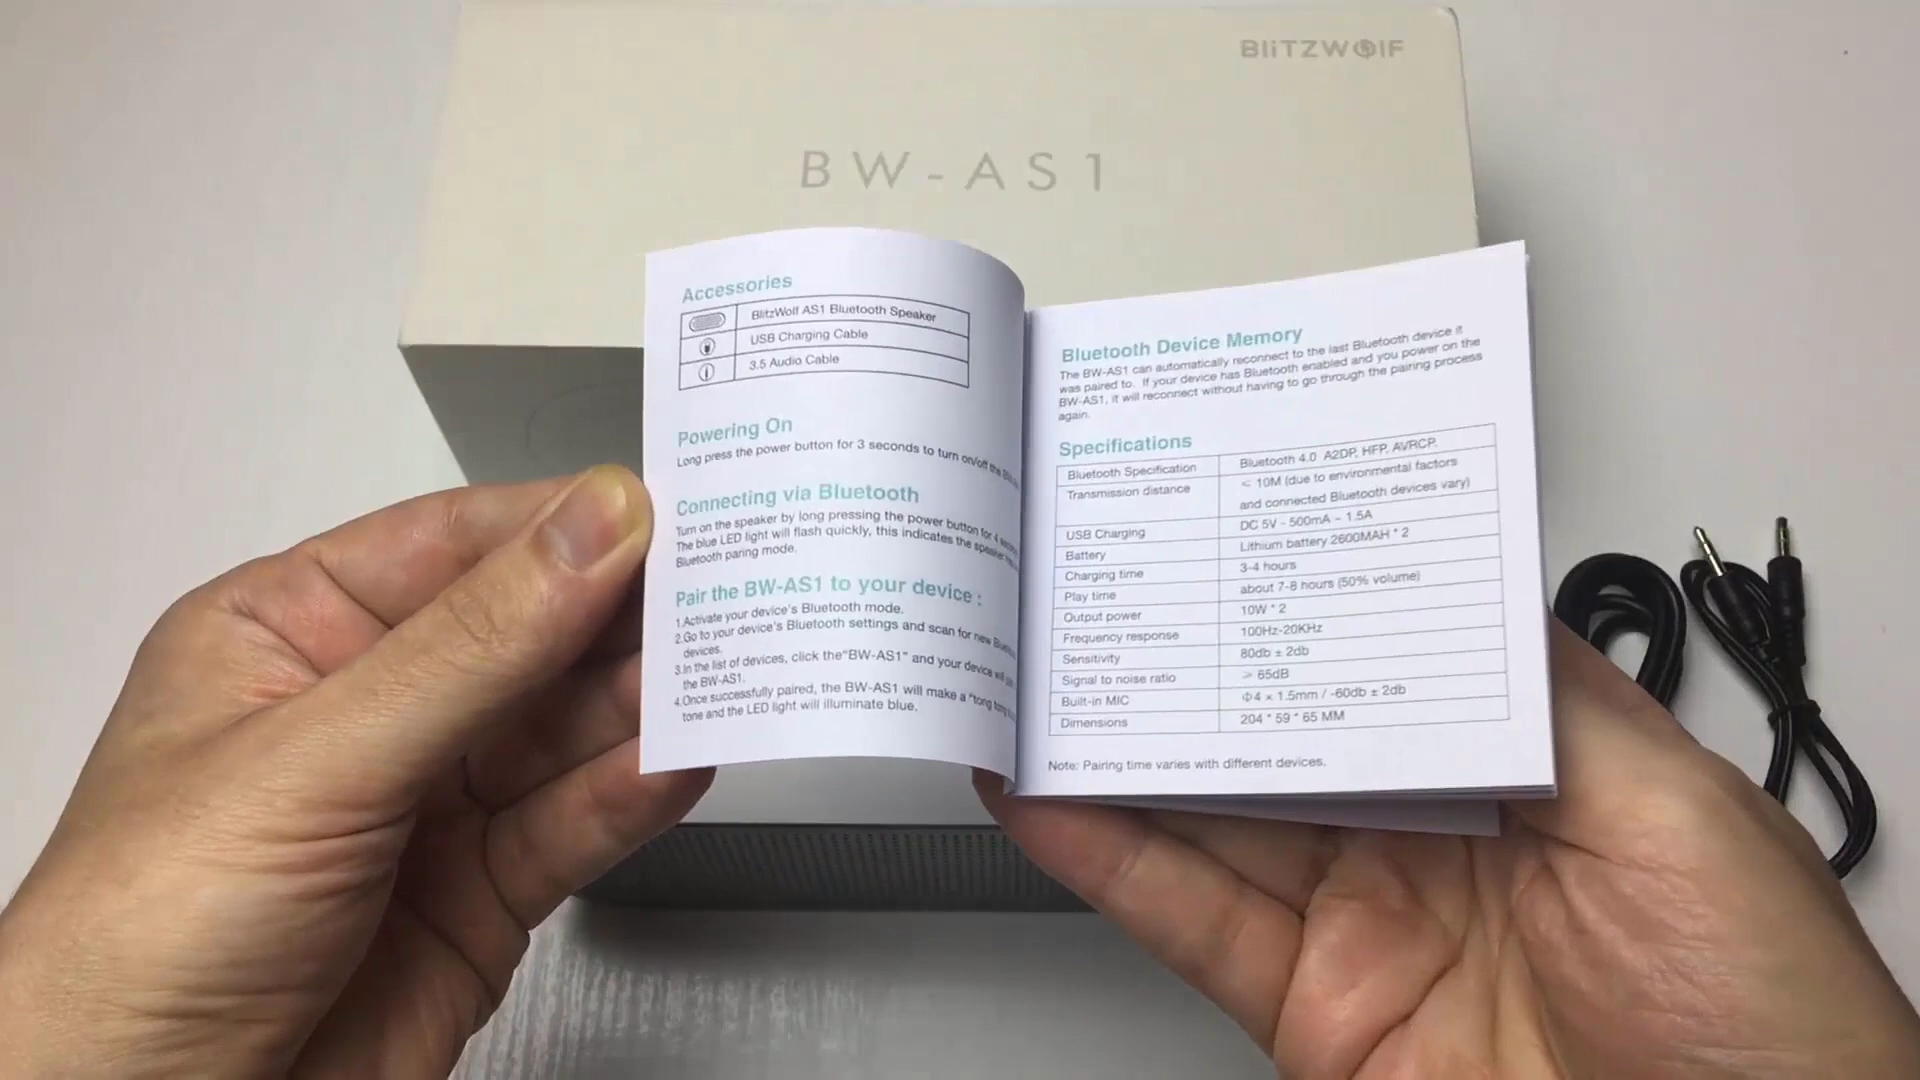 BLiTZWOLF
BW-AS1
Accessories
BlitzWolf AS1 Bluetooth Speaker
USB Charging Cable
3.5 Audio Cable
Powering On
Long press the power button for 3 seconds to turn on/off the
Connecting via Bluetooth
Turn on the speaker by long pressing the power button for 4
The blue LED light will flash quickly, this indicates the speaker
Bluetooth paring mode.
Pair the BW-AS1 to your device :
1.Activate your device's Bluetooth mode.
2.Go to your device's Bluetooth settings and scan for new
devices.
3.In the list of devices, click the"BW-AS1" and your device will
the BW-AS1.
4.Once successfully paired, the BW-AS1 will make a "tong
tone and the LED light will illuminate blue.
Bluetooth Device Memory
The BW-AS1 can automatically reconnect to the last Bluetooth device it
was paired to. If your device has Bluetooth enabled and you power on the
BW-AS1, it will reconnect without having to go through the pairing process
again.
Specifications
Bluetooth Specification Bluetooth 4.0 A2DP, HFP, AVRCP.
Transmission distance < 10M (due to environmental factors
and connected Bluetooth devices vary)
USB Charging DC 5V - 500mA - 1.5A
Battery Lithium battery 2600MAH * 2
Charging time 3-4 hours
Play time about 7-8 hours (50% volume)
Output power 10W * 2
Frequency response 100Hz-20KHz
Sensitivity 80db ± 2db
Signal to noise ratio ≥ 65dB
Built-in MIC Φ4 × 1.5mm / -60db ± 2db
Dimensions 204 * 59 * 65 MM
Note: Pairing time varies with different devices.